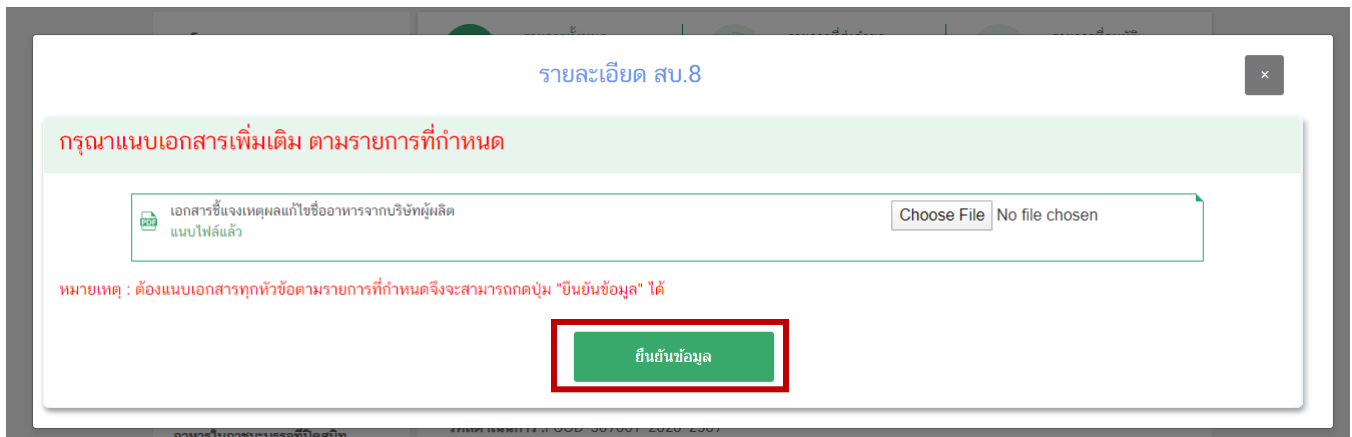 รายละเอียด สบ.8
×
กรุณาแนบเอกสารเพิ่มเติม ตามรายการที่กำหนด
PDF
เอกสารชี้แจงเหตุผลแก้ไขชื่ออาหารจากบริษัทผู้ผลิต
Choose File No file chosen
แนบไฟล์แล้ว
หมายเหตุ : ต้องแนบเอกสารทุกหัวข้อตามรายการที่กำหนดจึงจะสามารถกดปุ่ม "ยืนยันข้อมูล" ได้
ยืนยันข้อมูล